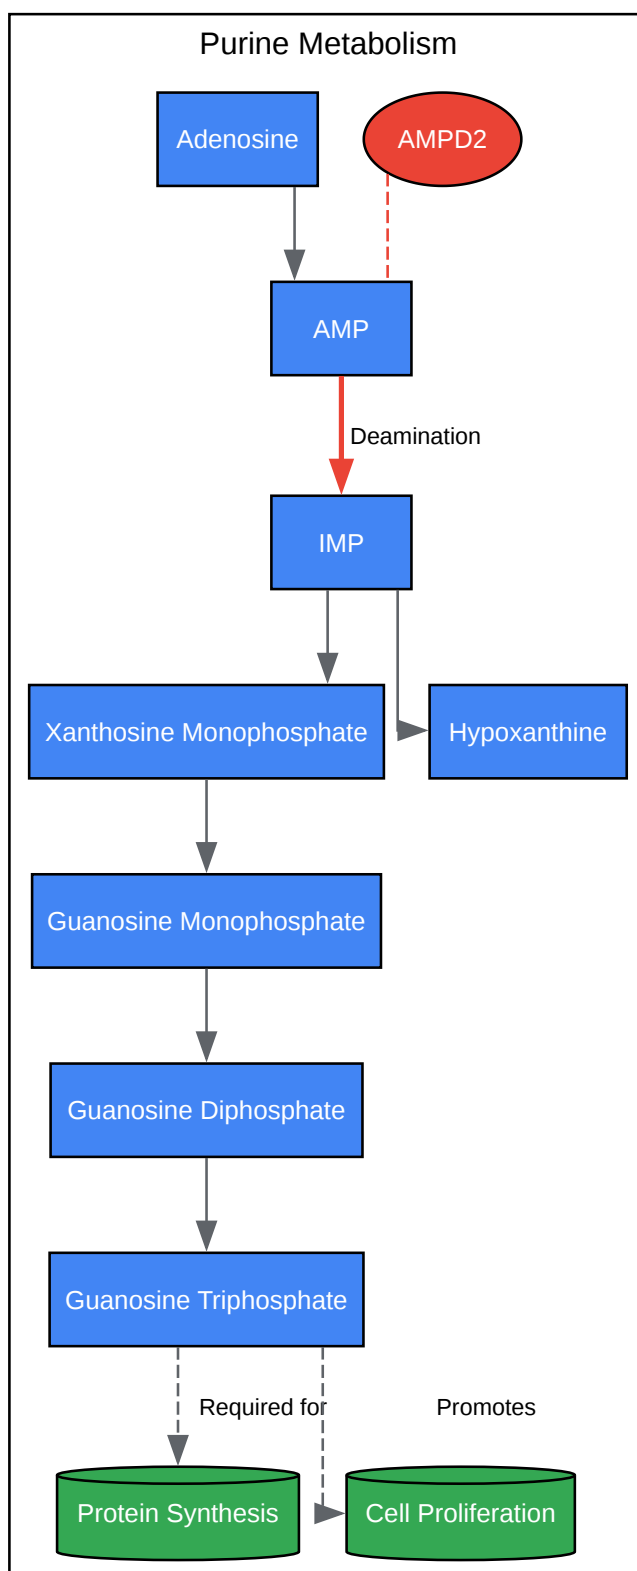 Purine Metabolism
Adenosine
AMPD2
AMP
Deamination
IMP
Xanthosine Monophosphate
Hypoxanthine
Guanosine Monophosphate
Guanosine Diphosphate
Guanosine Triphosphate
Required for
Promotes
Protein Synthesis
Cell Proliferation